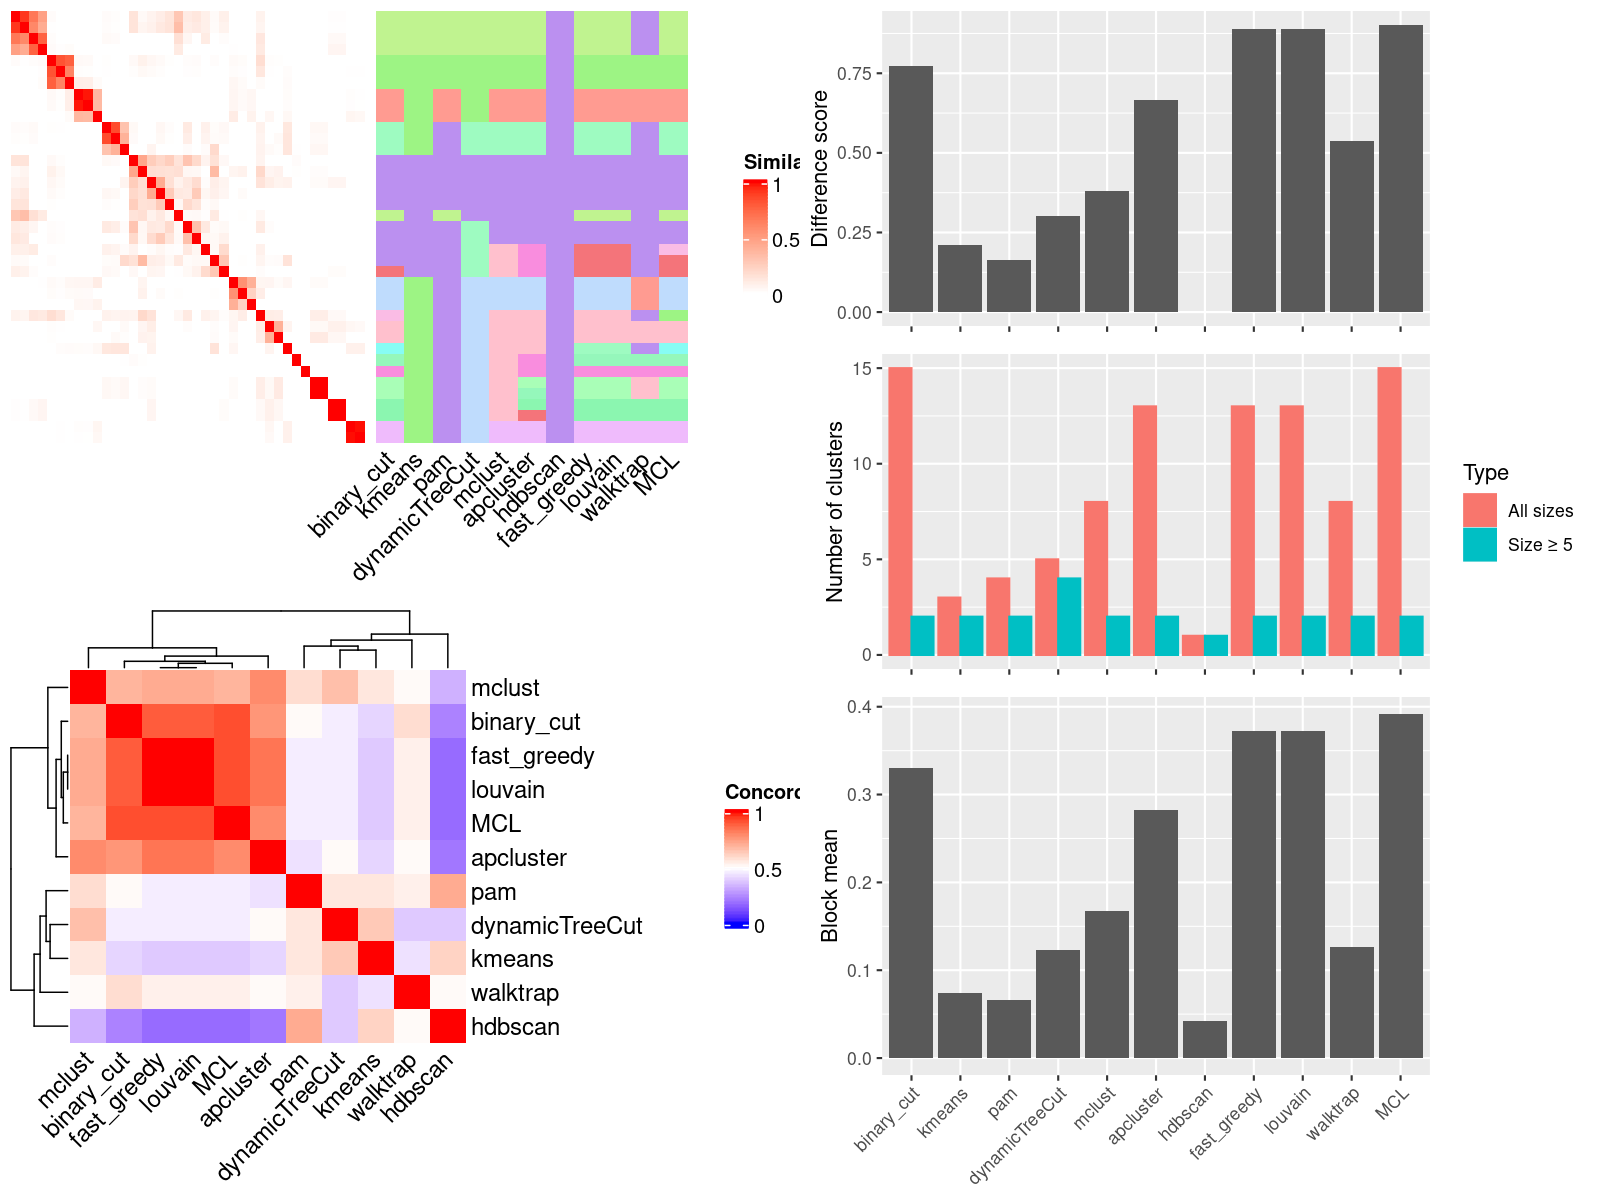 Simila
1
0.5
0
binary_cut
kmeans
pam
dynamicTreeCut
mclust
apcluster
hdbscan
fast_greedy
louvain
walktrap
MCL
Difference score
0.75
0.50
0.25
0.00
Number of clusters
15
10
5
0
Type
All sizes
Size ≥ 5
mclust
binary_cut
fast_greedy
louvain
MCL
apcluster
pam
dynamicTreeCut
kmeans
walktrap
hdbscan
mclust
binary_cut
fast_greedy
louvain
MCL
apcluster
pam
dynamicTreeCut
kmeans
walktrap
hdbscan
Concord
1
0.5
0
Block mean
0.4
0.3
0.2
0.1
0.0
binary_cut
kmeans
pam
dynamicTreeCut
mclust
apcluster
hdbscan
fast_greedy
louvain
walktrap
MCL